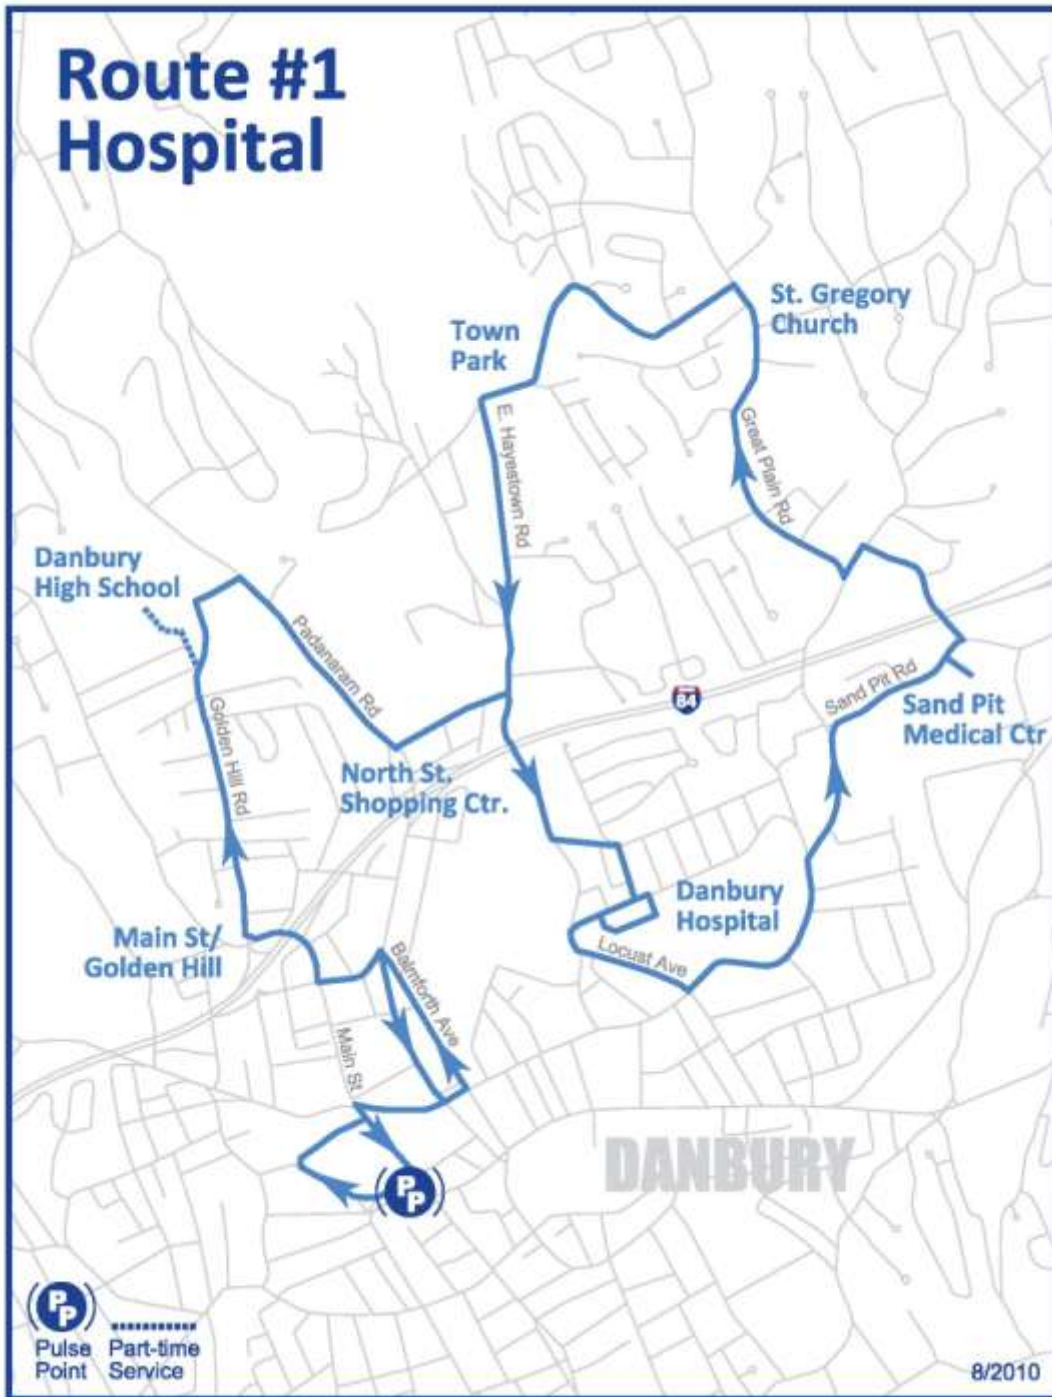 Route #1
Hospital
St. Gregory
Church
Town
Park
E. Hayestown Rd
Great Plain Rd
Danbury
High School
Padanaram Rd
84
Sand Pit Rd
Sand Pit
Medical Ctr
Golden Hill Rd
North St.
Shopping Ctr.
Danbury
Hospital
Main St/
Golden Hill
Locust Ave
Balmforth Ave
Main St
DANBURY
PP
PP
Pulse
Point
Part-time
Service
8/2010